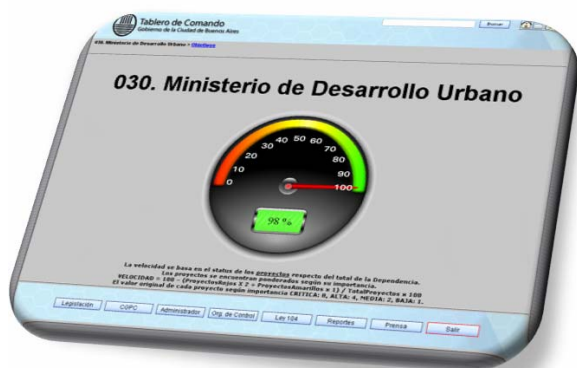 Tablero de Comando
Gobierno de la Ciudad de Buenos Aires
Buscar
030. Ministerio de Desarrollo Urbano > Objetivos
030. Ministerio de Desarrollo Urbano
0 10 20 30 40 50 60 70 80 90 100
98 %
La velocidad se basa en el status de los proyectos respecto del total de la Dependencia.
Los proyectos se encuentran ponderados según su importancia.
VELOCIDAD = 100 - (ProyectosRojos X 2 + ProyectosAmarillos x 1) / TotalProyectos x 100
El valor original de cada proyecto según importancia CRITICA: 8, ALTA: 4, MEDIA: 2, BAJA: 1.
Legislación CGPC Administrador Org. de Control Ley 104 Reportes Prensa Salir